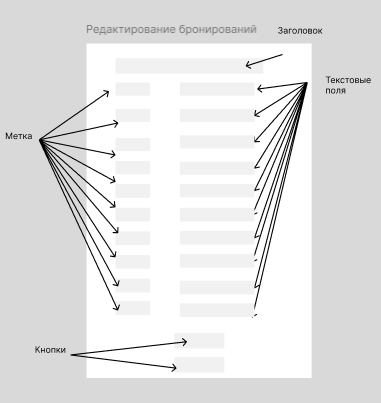 Редактирование бронирований
Заголовок
Текстовые
поля
Метка
Кнопки